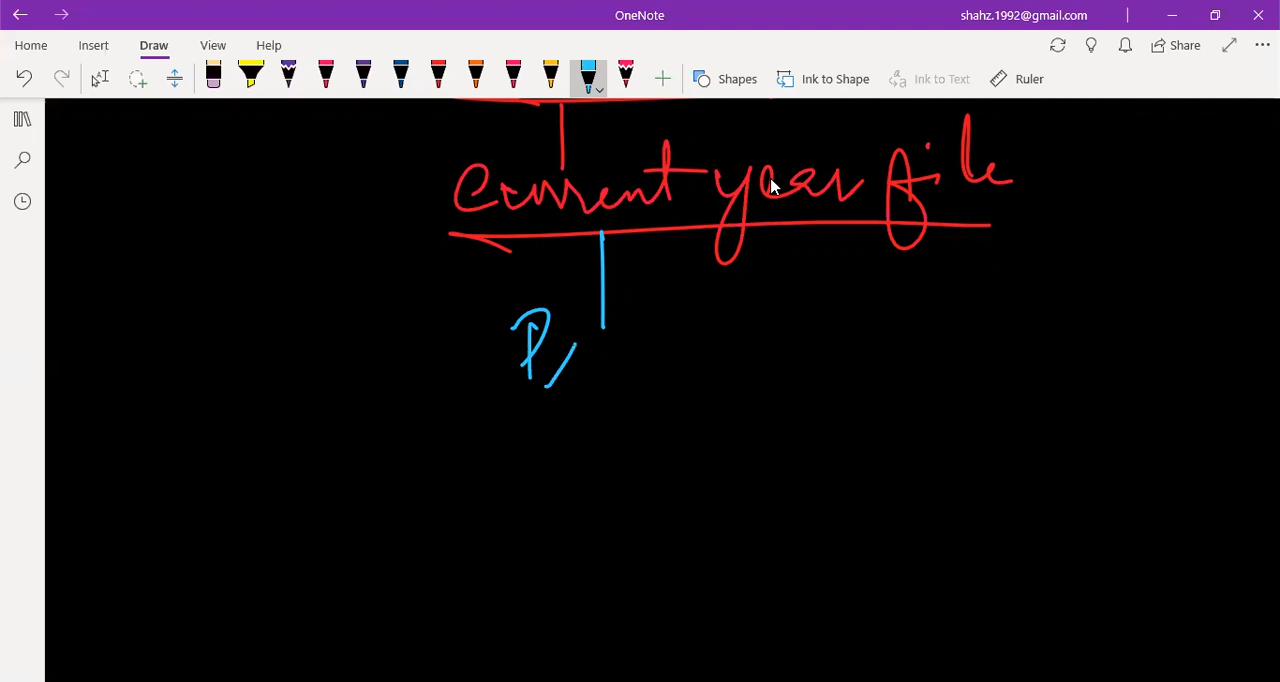 OneNote
shahz.1992@gmail.com
Home Insert Draw View Help
Share
Shapes Ink to Shape Ink to Text Ruler
Current year file
P